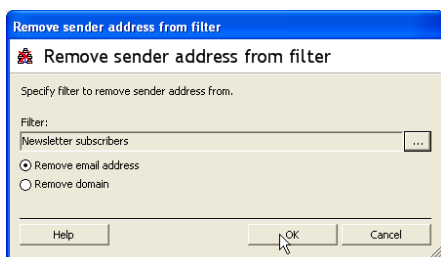 Remove sender address from filter
Remove sender address from filter
Specify filter to remove sender address from.
Filter:
Newsletter subscribers
...
Remove email address
Remove domain
Help
OK
Cancel